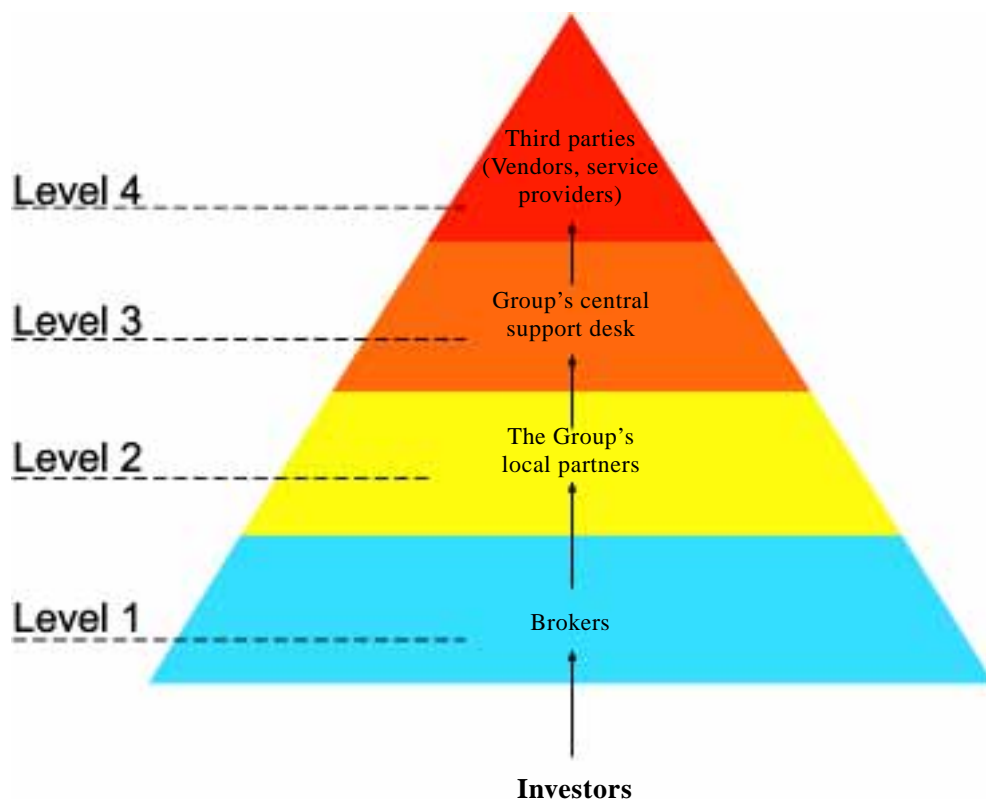 Third parties
(Vendors, service
providers)
Level 4
Group’s central
support desk
Level 3
The Group’s
local partners
Level 2
Brokers
Level 1
Investors